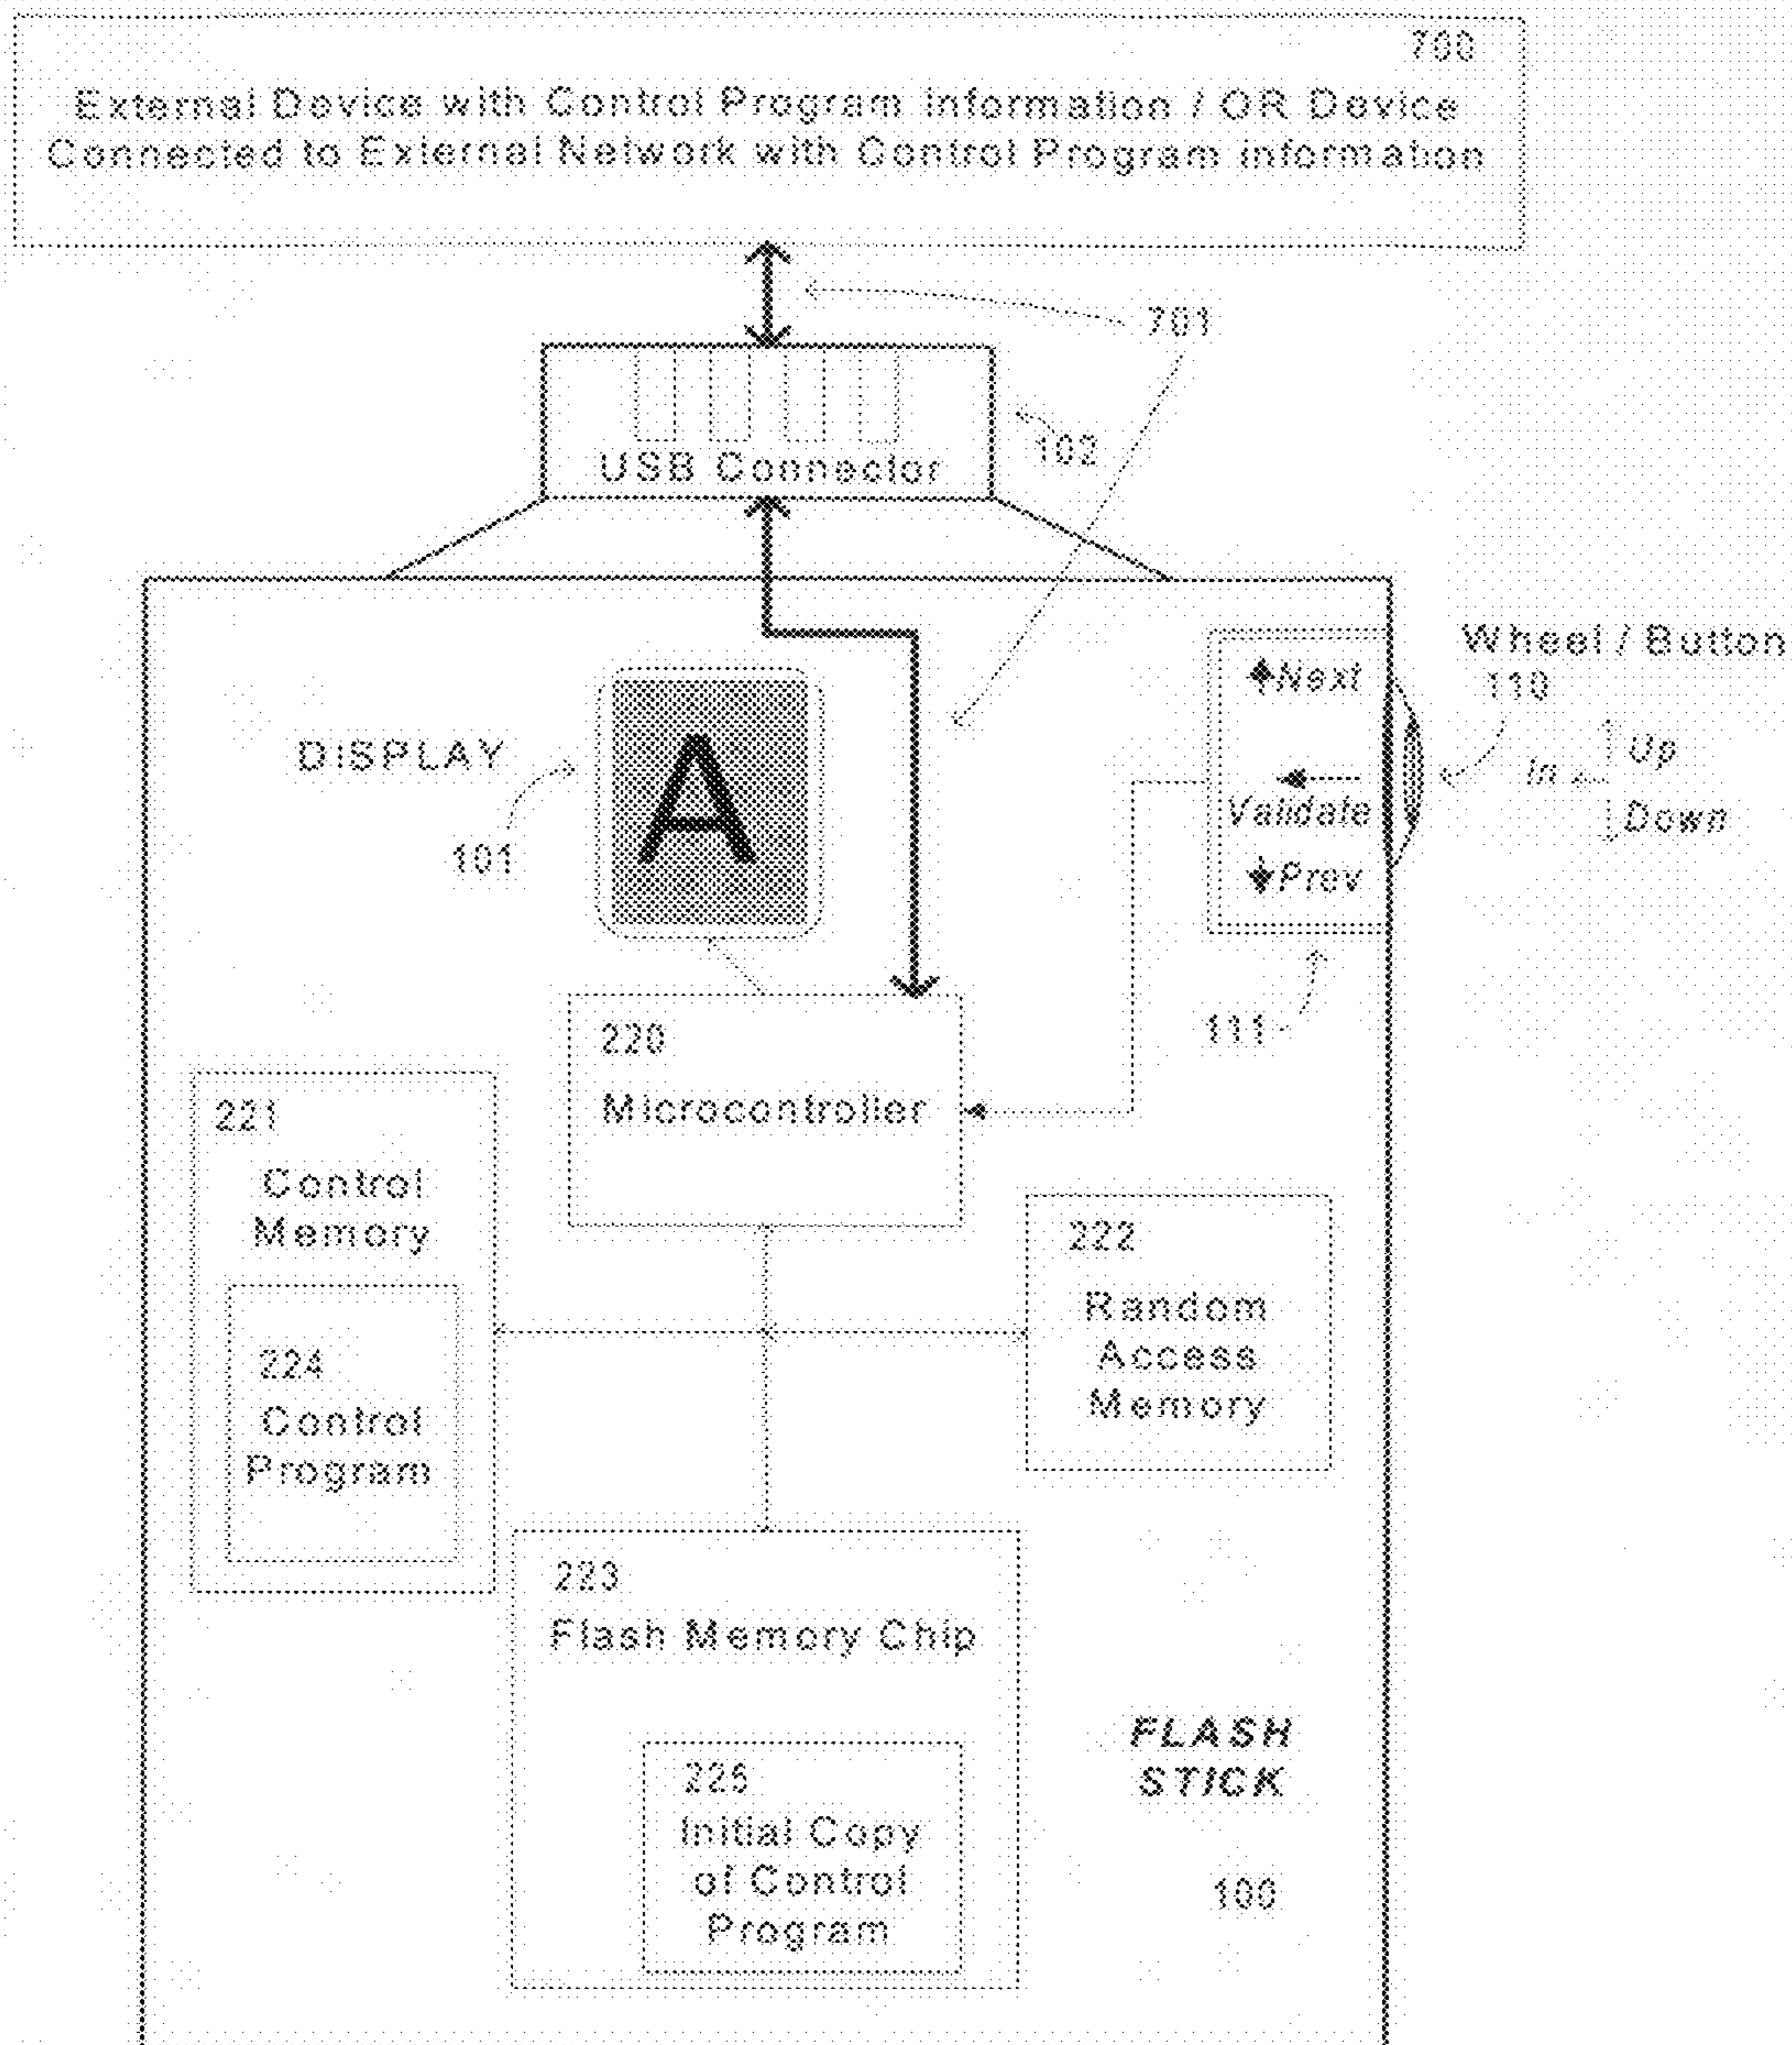 700
External Device with Control Program information / OR Device
Connected to External Network with Control Program information
701
102
USB Connector
Wheel / Button
110
Next
Up
In
DISPLAY
Validate
Down
101
Prev
111
220
Microcontroller
221
Control
Memory
222
Random
Access
Memory
224
Control
Program
223
Flash Memory Chip
FLASH
STICK
225
Initial Copy
of Control
Program
100